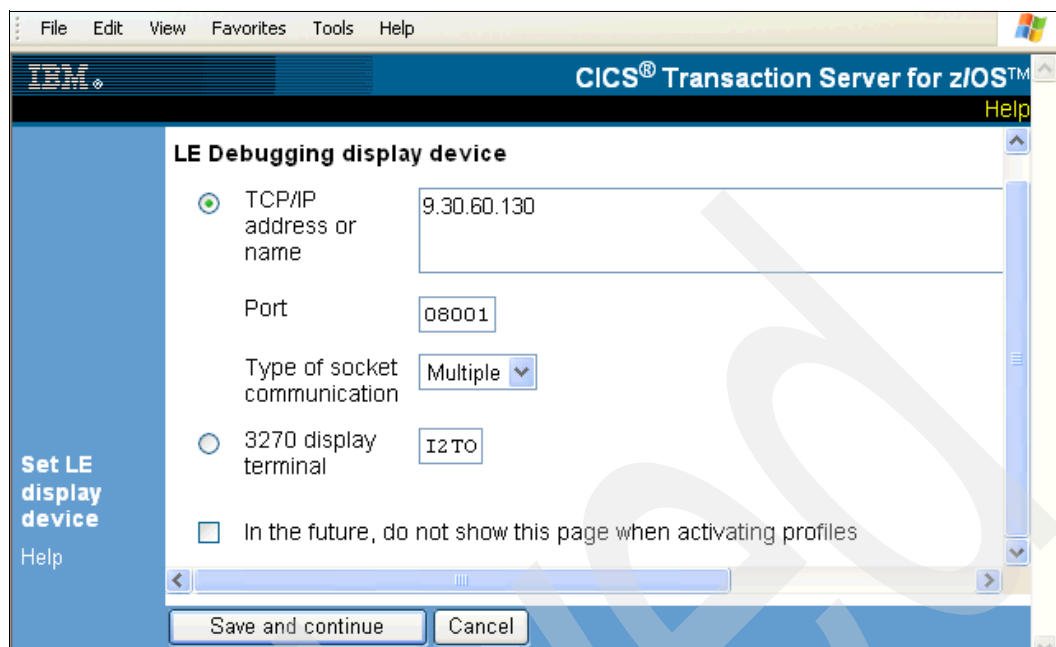 File Edit View Favorites Tools Help
IBM®
CICS® Transaction Server for z/OS™
Help
LE Debugging display device
TCP/IP
address or
name
9.30.60.130
Port
08001
Type of socket
communication
Multiple
3270 display
terminal
I2TO
In the future, do not show this page when activating profiles
Set LE
display
device
Help
Save and continue
Cancel